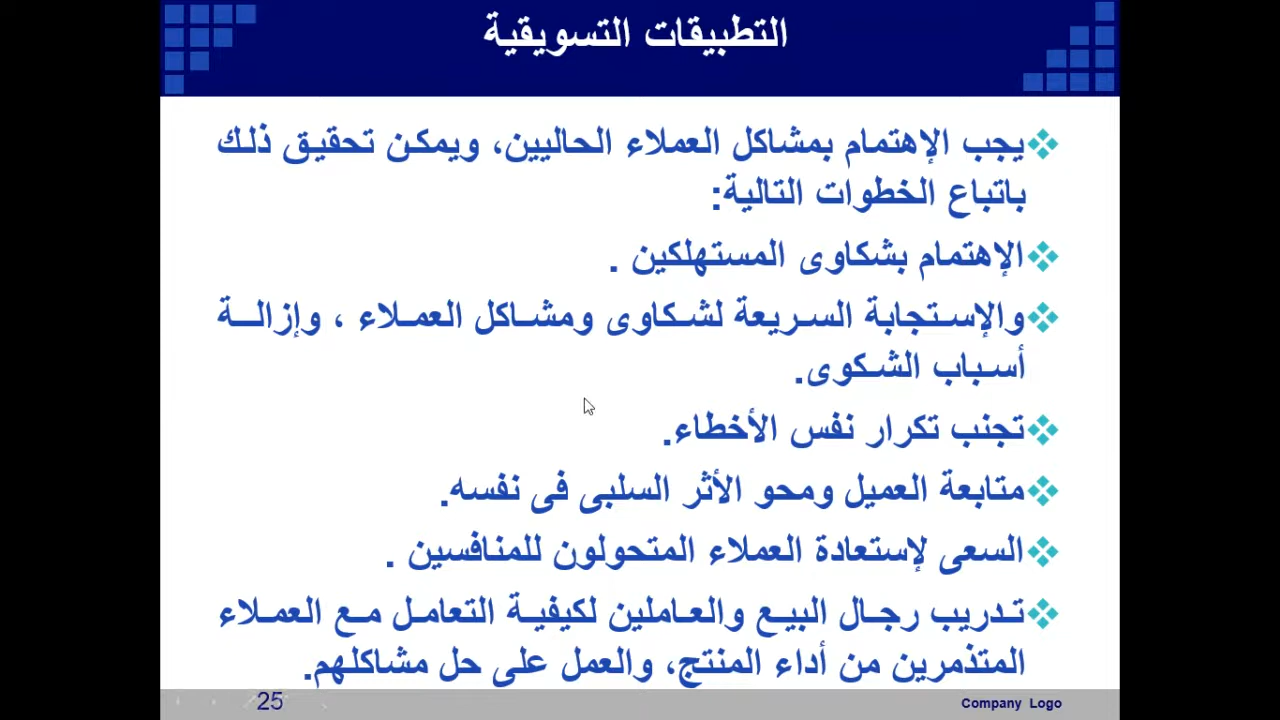 التطبيقات التسويقية
يجب الإهتمام بمشاكل العملاء الحاليين، ويمكن تحقيق ذلك
باتباع الخطوات التالية:
الإهتمام بشكاوى المستهلكين .
والإستجابة السريعة لشكاوى ومشاكل العملاء ، وإزالة
أسباب الشكوى.
تجنب تكرار نفس الأخطاء.
متابعة العميل ومحو الأثر السلبى فى نفسه.
السعى لإستعادة العملاء المتحولون للمنافسين .
تدريب رجال البيع والعاملين لكيفية التعامل مع العملاء
المتذمرين من أداء المنتج، والعمل على حل مشاكلهم.
25
Company Logo